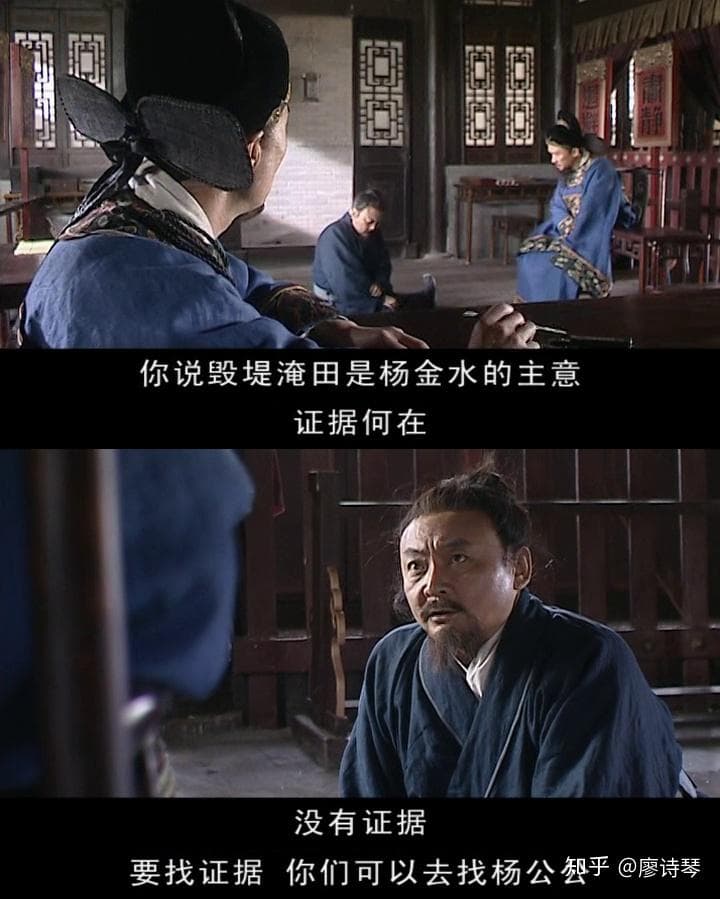 肃静
你说毁堤淹田是杨金水的主意
证据何在
没有证据
要找证据 你们可以去找杨公公
知乎 @廖诗琴